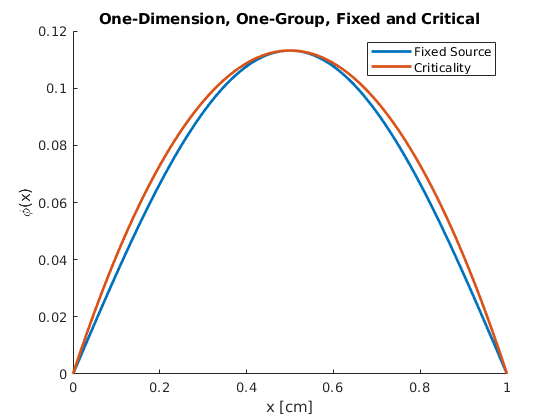 One-Dimension, One-Group, Fixed and Critical
0.12
Fixed Source
Criticality
0.1
0.08
0.06
0.04
0.02
0
ϕ(x)
0 0.2 0.4 0.6 0.8 1
x [cm]